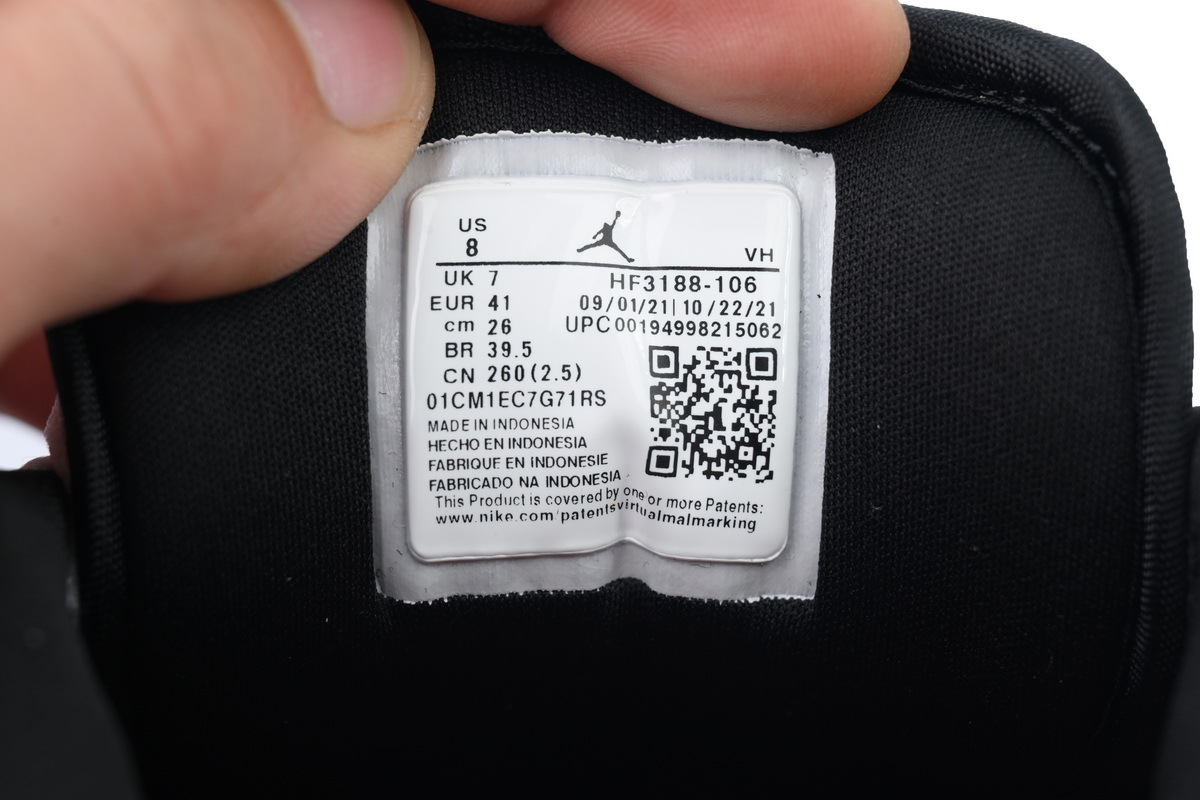 US
8
VH
UK 7
HF3188-106
EUR 41
09/01/21| 10/22/21
cm 26
UPC00194998215062
BR 39.5
CN 260(2.5)
01CM1EC7G71RS
MADE IN INDONESIA
HECHO EN INDONESIA
FABRIQUE EN INDONESIE
FABRICADO NA INDONESIA
This Product is covered by one or more Patents:
www.nike.com/patentsvirtualmalmarking